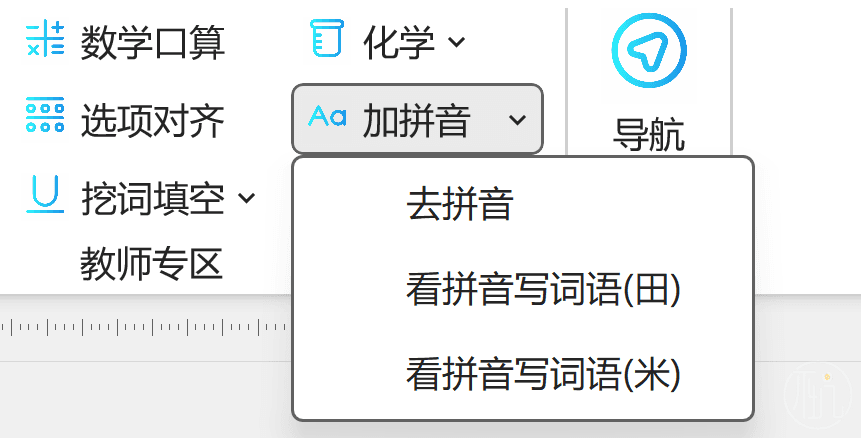 数学口算
化学
选项对齐
Aa 加拼音
导航
挖词填空
去拼音
教师专区
看拼音写词语(田)
看拼音写词语(米)